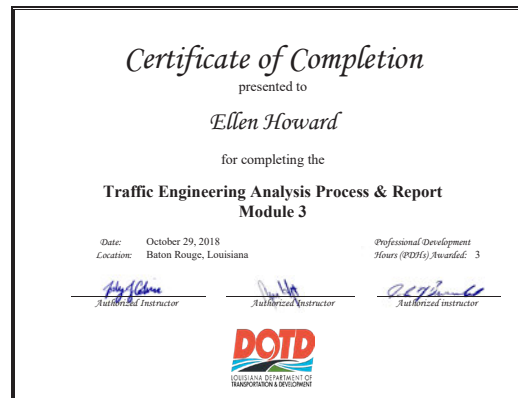 Certificate of Completion
presented to
Ellen Howard
for completing the
Traffic Engineering Analysis Process & Report
Module 3
Date: October 29, 2018
Location: Baton Rouge, Louisiana
Professional Development
Hours (PDHs) Awarded: 3
Authorized Instructor
Authorized Instructor
Authorized instructor
DOTD
LOUISIANA DEPARTMENT OF
TRANSPORTATION & DEVELOPMENT